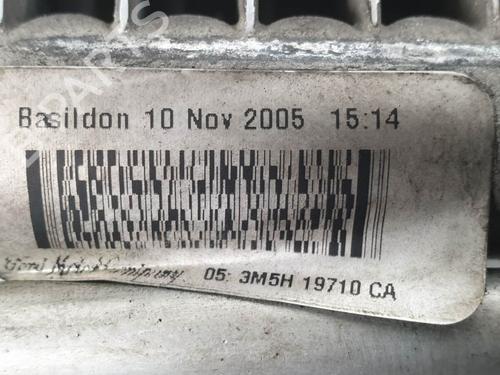 Basildon 10 Nov 2005 15:14
Ford Motor Company 05: 3M5H 19710 CA